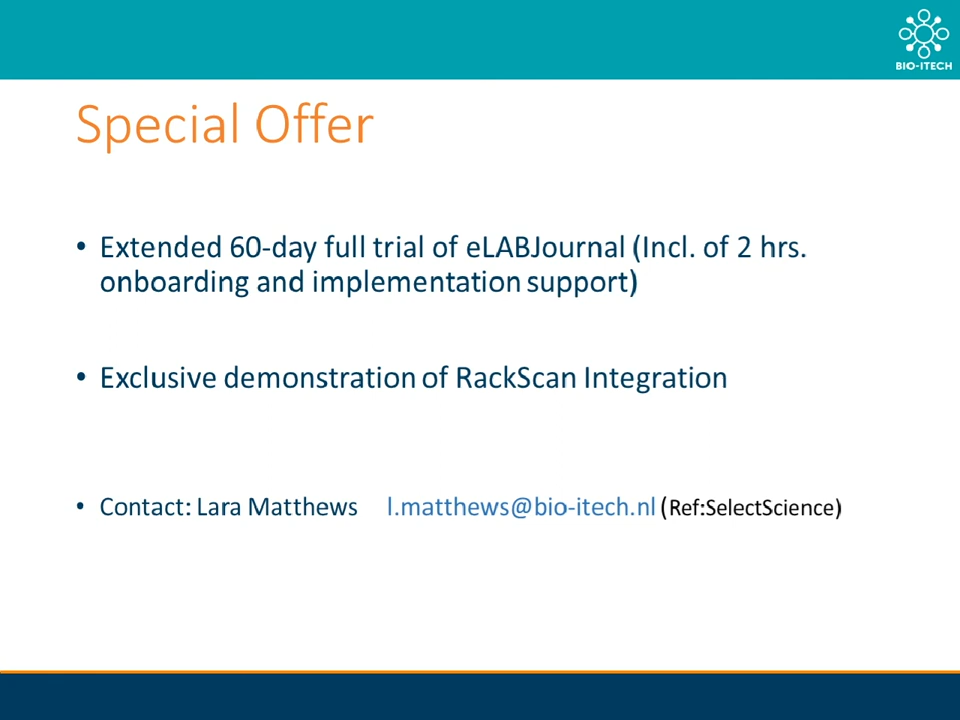 BIO-ITECH
Special Offer
• Extended 60-day full trial of eLABJournal (Incl. of 2 hrs.
onboarding and implementation support)
• Exclusive demonstration of RackScan Integration
• Contact: Lara Matthews l.matthews@bio-itech.nl (Ref:SelectScience)